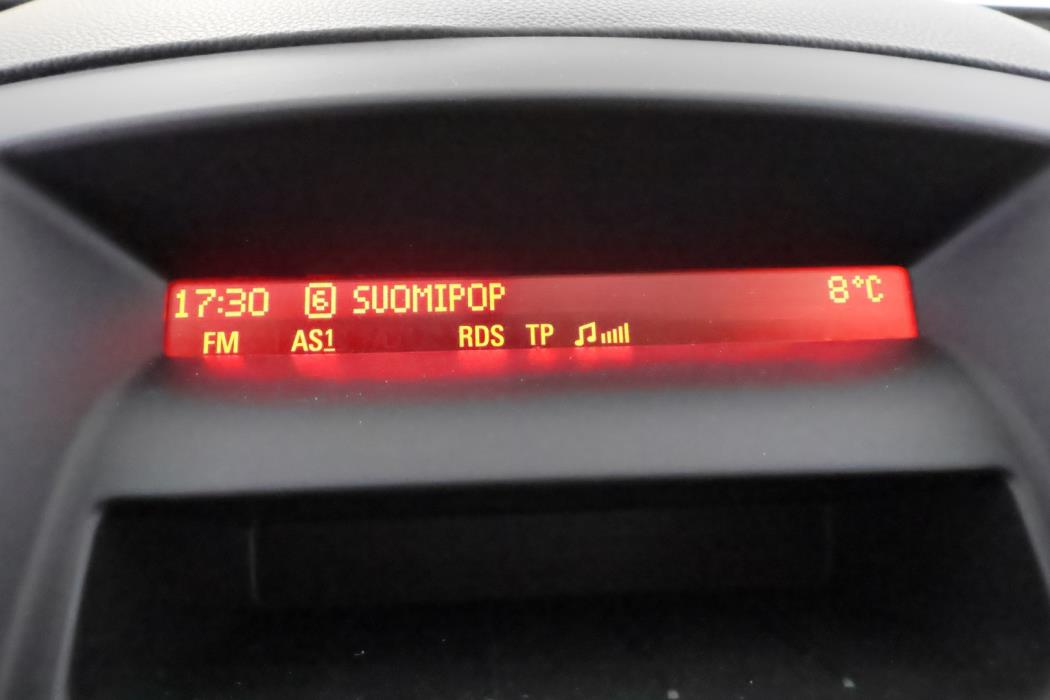 17:30 6 SUOMIPOP 8°C
FM AS1 RDS TP